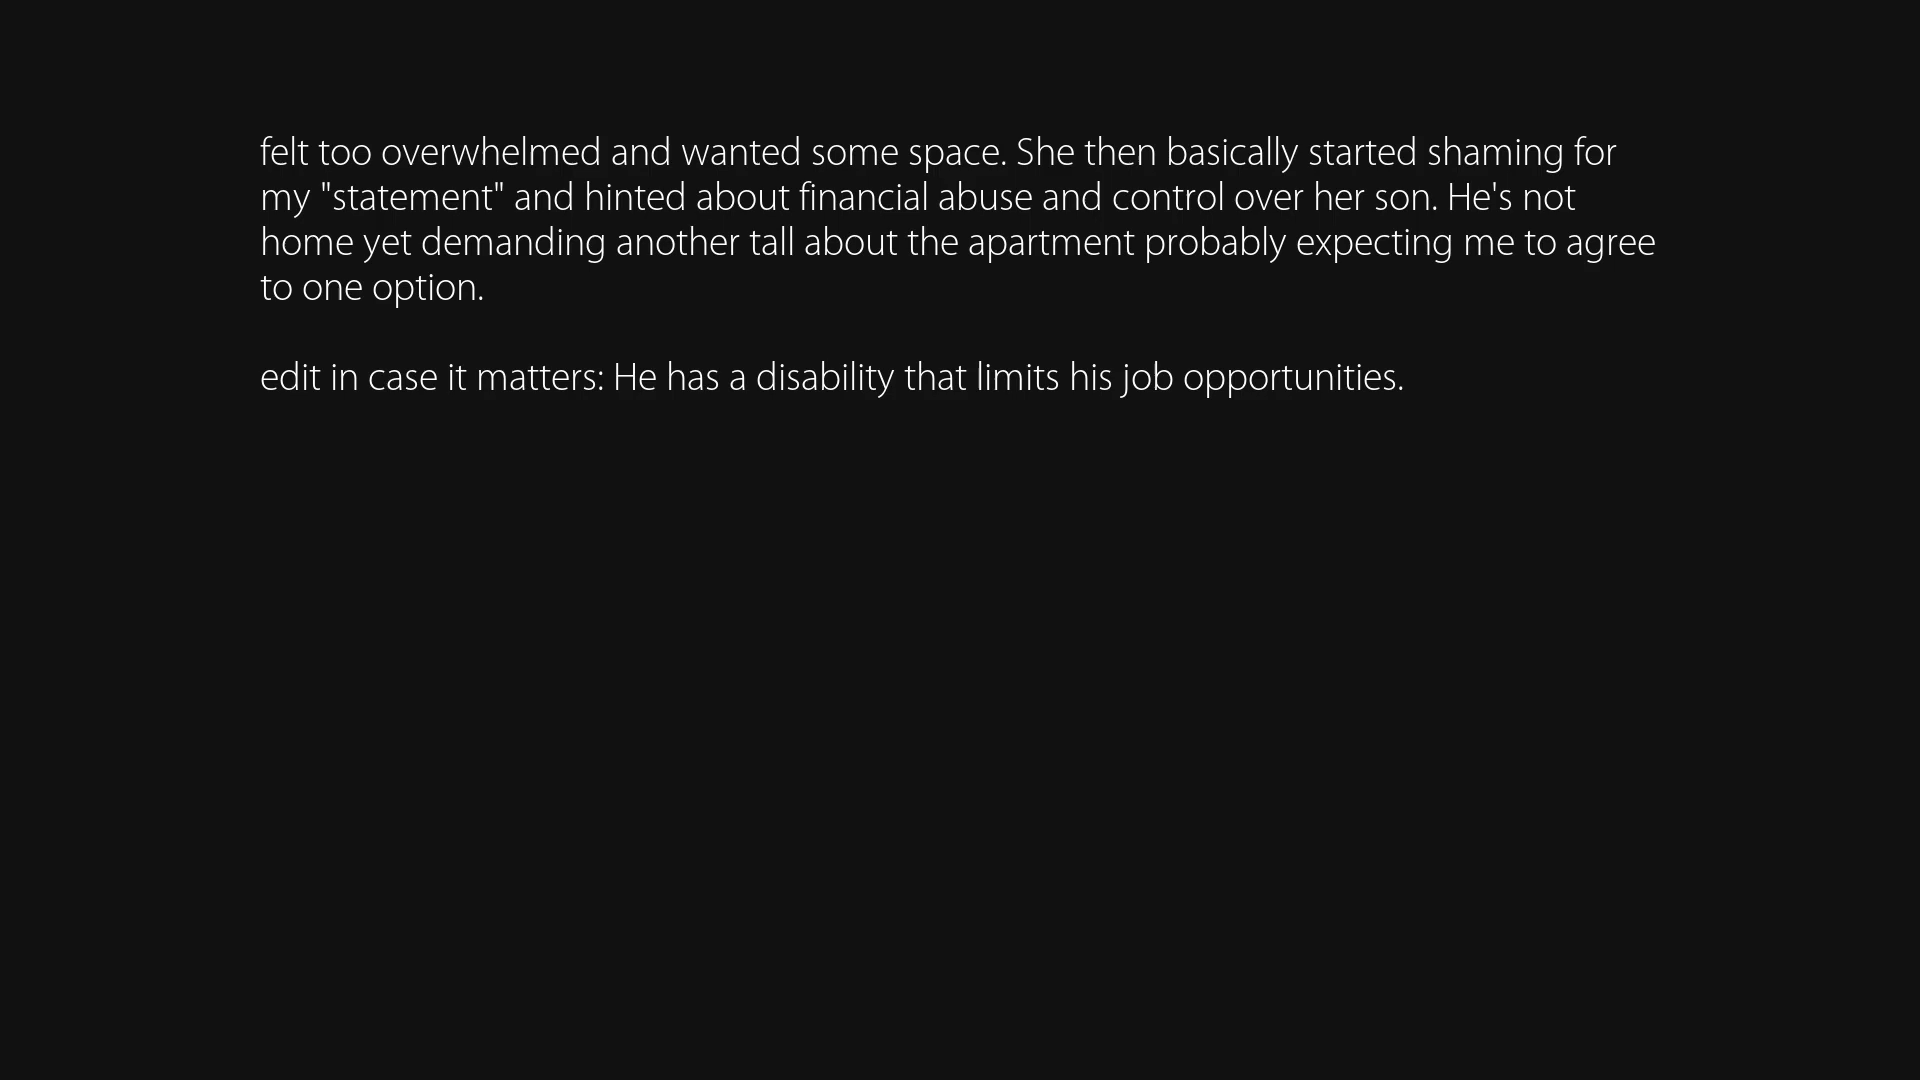 felt too overwhelmed and wanted some space. She then basically started shaming for
my "statement" and hinted about financial abuse and control over her son. He's not
home yet demanding another tall about the apartment probably expecting me to agree
to one option.
edit in case it matters: He has a disability that limits his job opportunities.